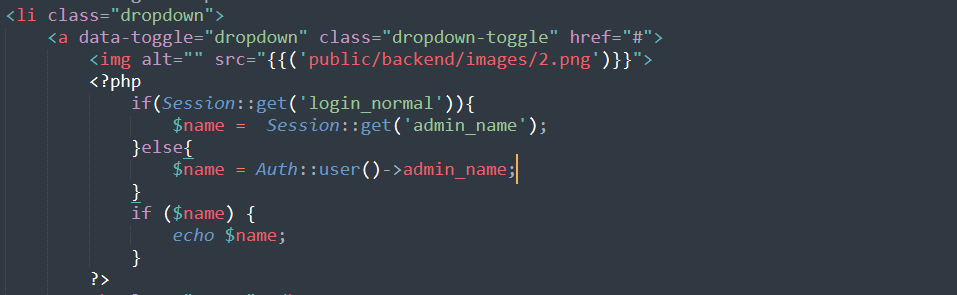 <li class="dropdown">
<a data-toggle="dropdown" class="dropdown-toggle" href="#">
<img alt="" src="{{('public/backend/images/2.png')}}">
<?php
if(Session::get('login_normal')){
$name =  Session::get('admin_name');
}else{
$name = Auth::user()->admin_name;
}
if ($name) {
echo $name;
}
?>